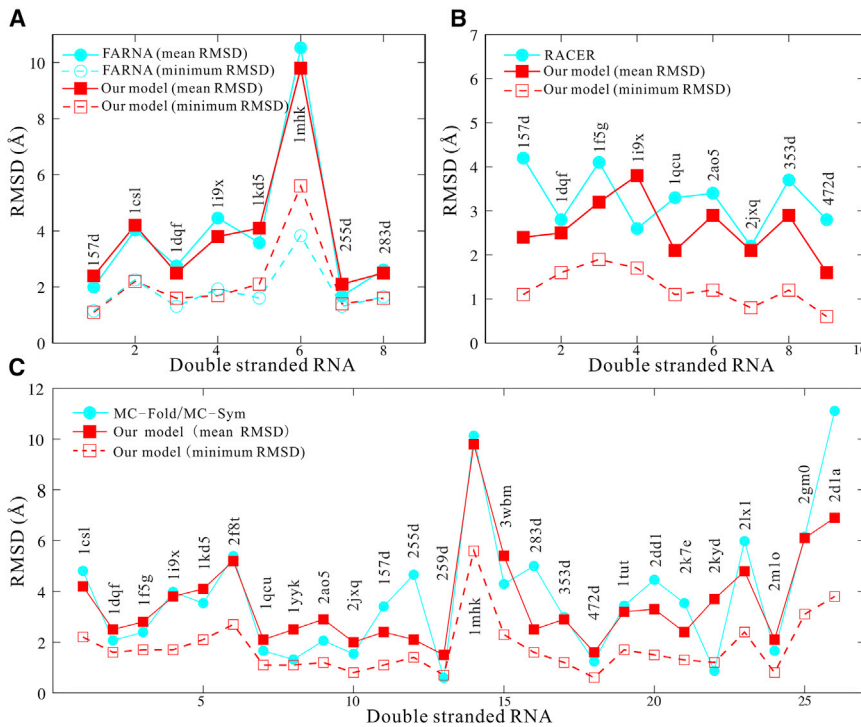 A
FARNA (mean RMSD)
FARNA (minimum RMSD)
Our model (mean RMSD)
Our model (minimum RMSD)
RMSD (Å)
10
8
6
4
2
0
157d
1csl
1dqf
1i9x
1kd5
1mhk
255d
283d
2
4
6
8
Double stranded RNA
B
RACER
Our model (mean RMSD)
Our model (minimum RMSD)
RMSD (Å)
7
6
5
4
3
2
1
0
157d
1dqf
1f5g
1i9x
1qcu
2ao5
2jxq
353d
472d
2
4
6
8
10
Double stranded RNA
C
MC-Fold/MC-Sym
Our model (mean RMSD)
Our model (minimum RMSD)
RMSD (Å)
12
10
8
6
4
2
0
1csl
1dqf
1f5g
1i9x
1kd5
2f8t
1qcu
1yyk
2ao5
2jxq
157d
255d
259d
1mhk
3wbm
283d
353d
472d
1tut
2dd1
2k7e
2kyd
2lx1
2m1o
2gm0
2d1a
5
10
15
20
25
Double stranded RNA